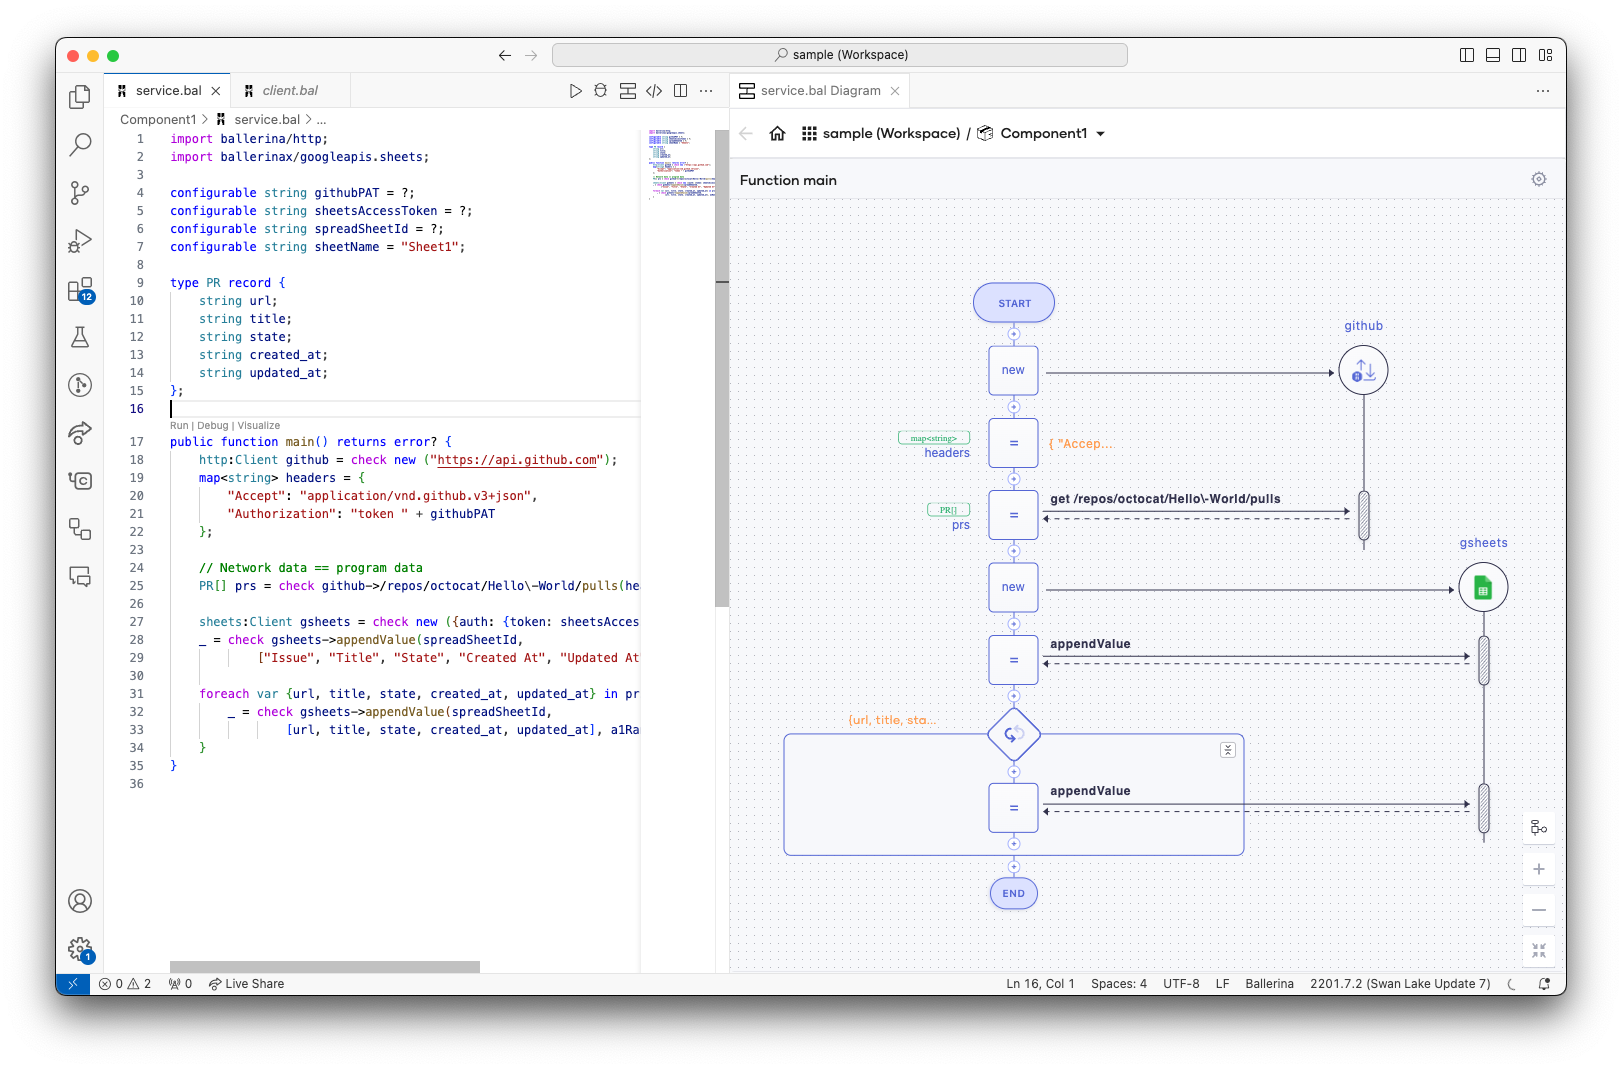 sample (Workspace)
service.bal
client.bal
service.bal Diagram
Component1 > service.bal > ...
sample (Workspace) / Component1
Function main
1 import ballerina/http;
2 import ballerinax/googleapis.sheets;
3
4 configurable string githubPAT = ?;
5 configurable string sheetsAccessToken = ?;
6 configurable string spreadSheetId = ?;
7 configurable string sheetName = "Sheet1";
8
9 type PR record {
10 string url;
11 string title;
12 string state;
13 string created_at;
14 string updated_at;
15 };
16
Run | Debug | Visualize
17 public function main() returns error? {
18 http:Client github = check new ("https://api.github.com");
19 map<string> headers = {
20 "Accept": "application/vnd.github.v3+json",
21 "Authorization": "token " + githubPAT
22 };
23
24 // Network data == program data
25 PR[] prs = check github->/repos/octocat/Hello\-World/pulls(he
26
27 sheets:Client gsheets = check new ({auth: {token: sheetsAcces
28 _ = check gsheets->appendValue(spreadSheetId,
29 ["Issue", "Title", "State", "Created At", "Updated At
30
31 foreach var {url, title, state, created_at, updated_at} in pr
32 _ = check gsheets->appendValue(spreadSheetId,
33 [url, title, state, created_at, updated_at], a1Ra
34 }
35 }
36
12
1
START
github
new
map<string>
headers
=
{ "Accep...
PR[]
prs
=
get /repos/octocat/Hello\-World/pulls
gsheets
new
=
appendValue
{url, title, sta...
=
appendValue
END
0 2 0 Live Share
Ln 16, Col 1 Spaces: 4 UTF-8 LF Ballerina 2201.7.2 (Swan Lake Update 7)